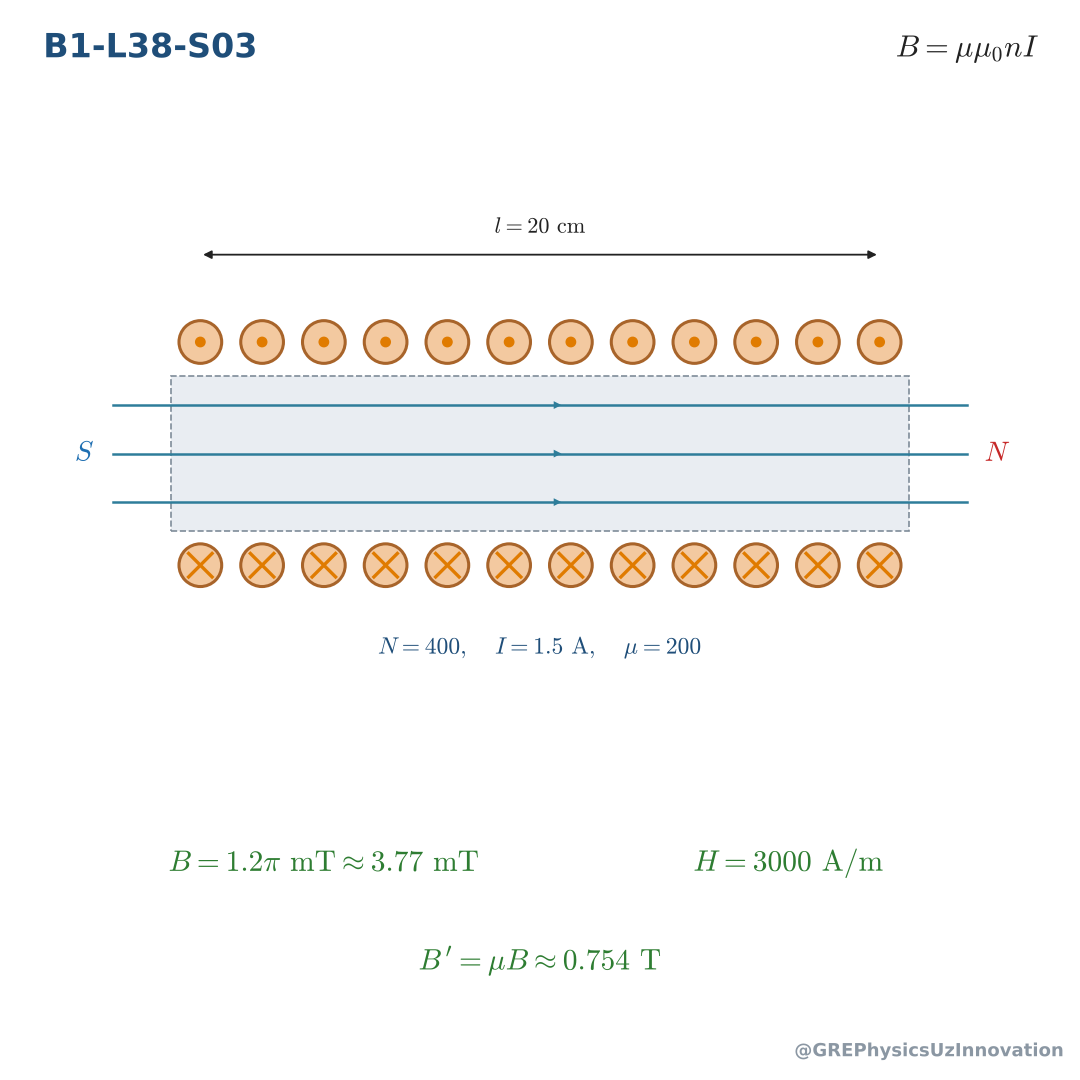 B1-L38-S03
B = μμ₀nI
l = 20 cm
S
N
N = 400, I = 1.5 A, μ = 200
B = 1.2π mT ≈ 3.77 mT
H = 3000 A/m
B′ = μB ≈ 0.754 T
@GREPhysicsUzInnovation